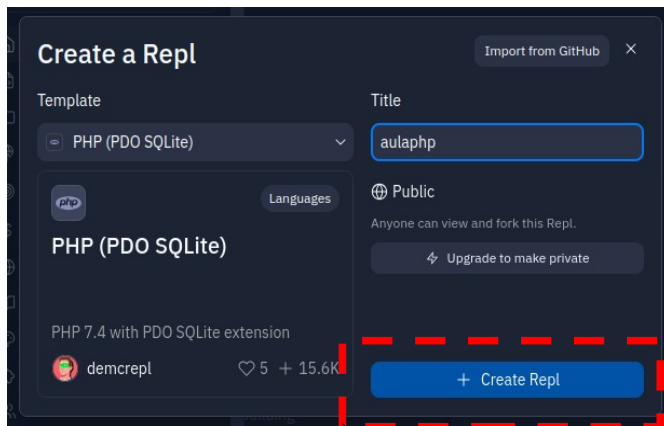 Create a Repl
Import from GitHub
Template
Title
PHP (PDO SQLite)
aulaphp
php
Languages
Public
Anyone can view and fork this Repl.
PHP (PDO SQLite)
Upgrade to make private
PHP 7.4 with PDO SQLite extension
demcrepl
5
15.6K
+ Create Repl